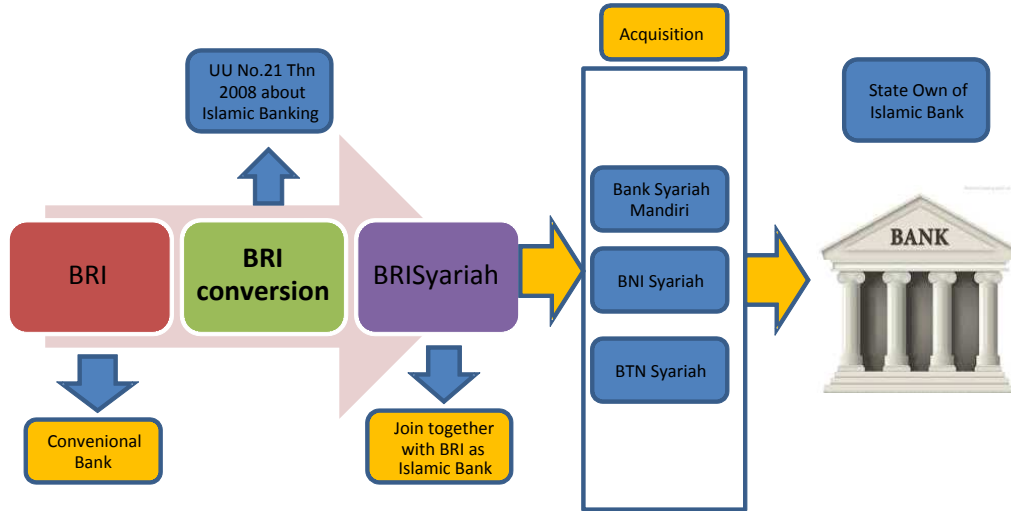 Acquisition
UU No.21 Thn
2008 about
Islamic Banking
State Own of
Islamic Bank
Bank Syariah
Mandiri
BRI
BRI
conversion
BRISyariah
BNI Syariah
BANK
BTN Syariah
Convenional
Bank
Join together
with BRI as
Islamic Bank